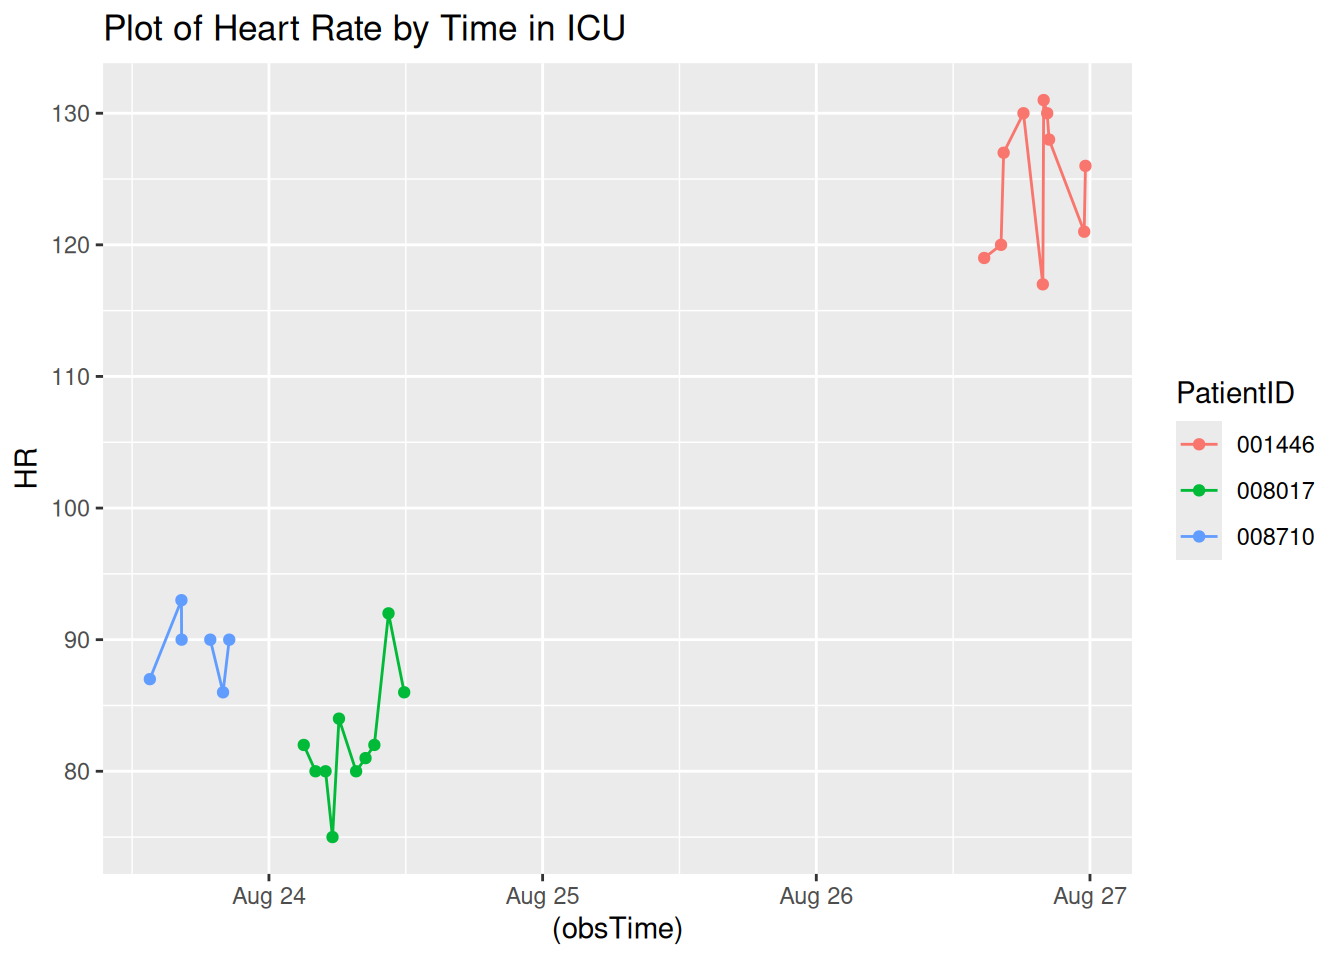 Plot of Heart Rate by Time in ICU
130
120
110
100
90
80
HR
Aug 24
Aug 25
Aug 26
Aug 27
(obsTime)
PatientID
001446
008017
008710